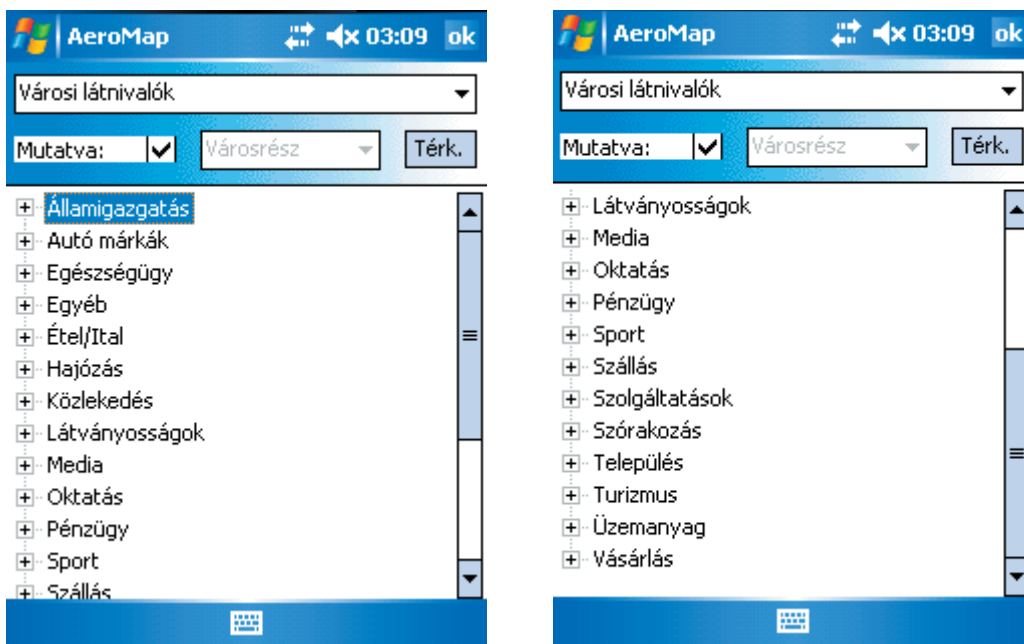 AeroMap 03:09 ok
Városi látnivalók
Mutatva: Városrész Térk.
Államigazgatás
Autó márkák
Egészségügy
Egyéb
Étel/Ital
Hajózás
Közlekedés
Látványosságok
Media
Oktatás
Pénzügy
Sport
Szállás
AeroMap 03:09 ok
Városi látnivalók
Mutatva: Városrész Térk.
Látványosságok
Media
Oktatás
Pénzügy
Sport
Szállás
Szolgáltatások
Szórakozás
Település
Turizmus
Üzemanyag
Vásárlás